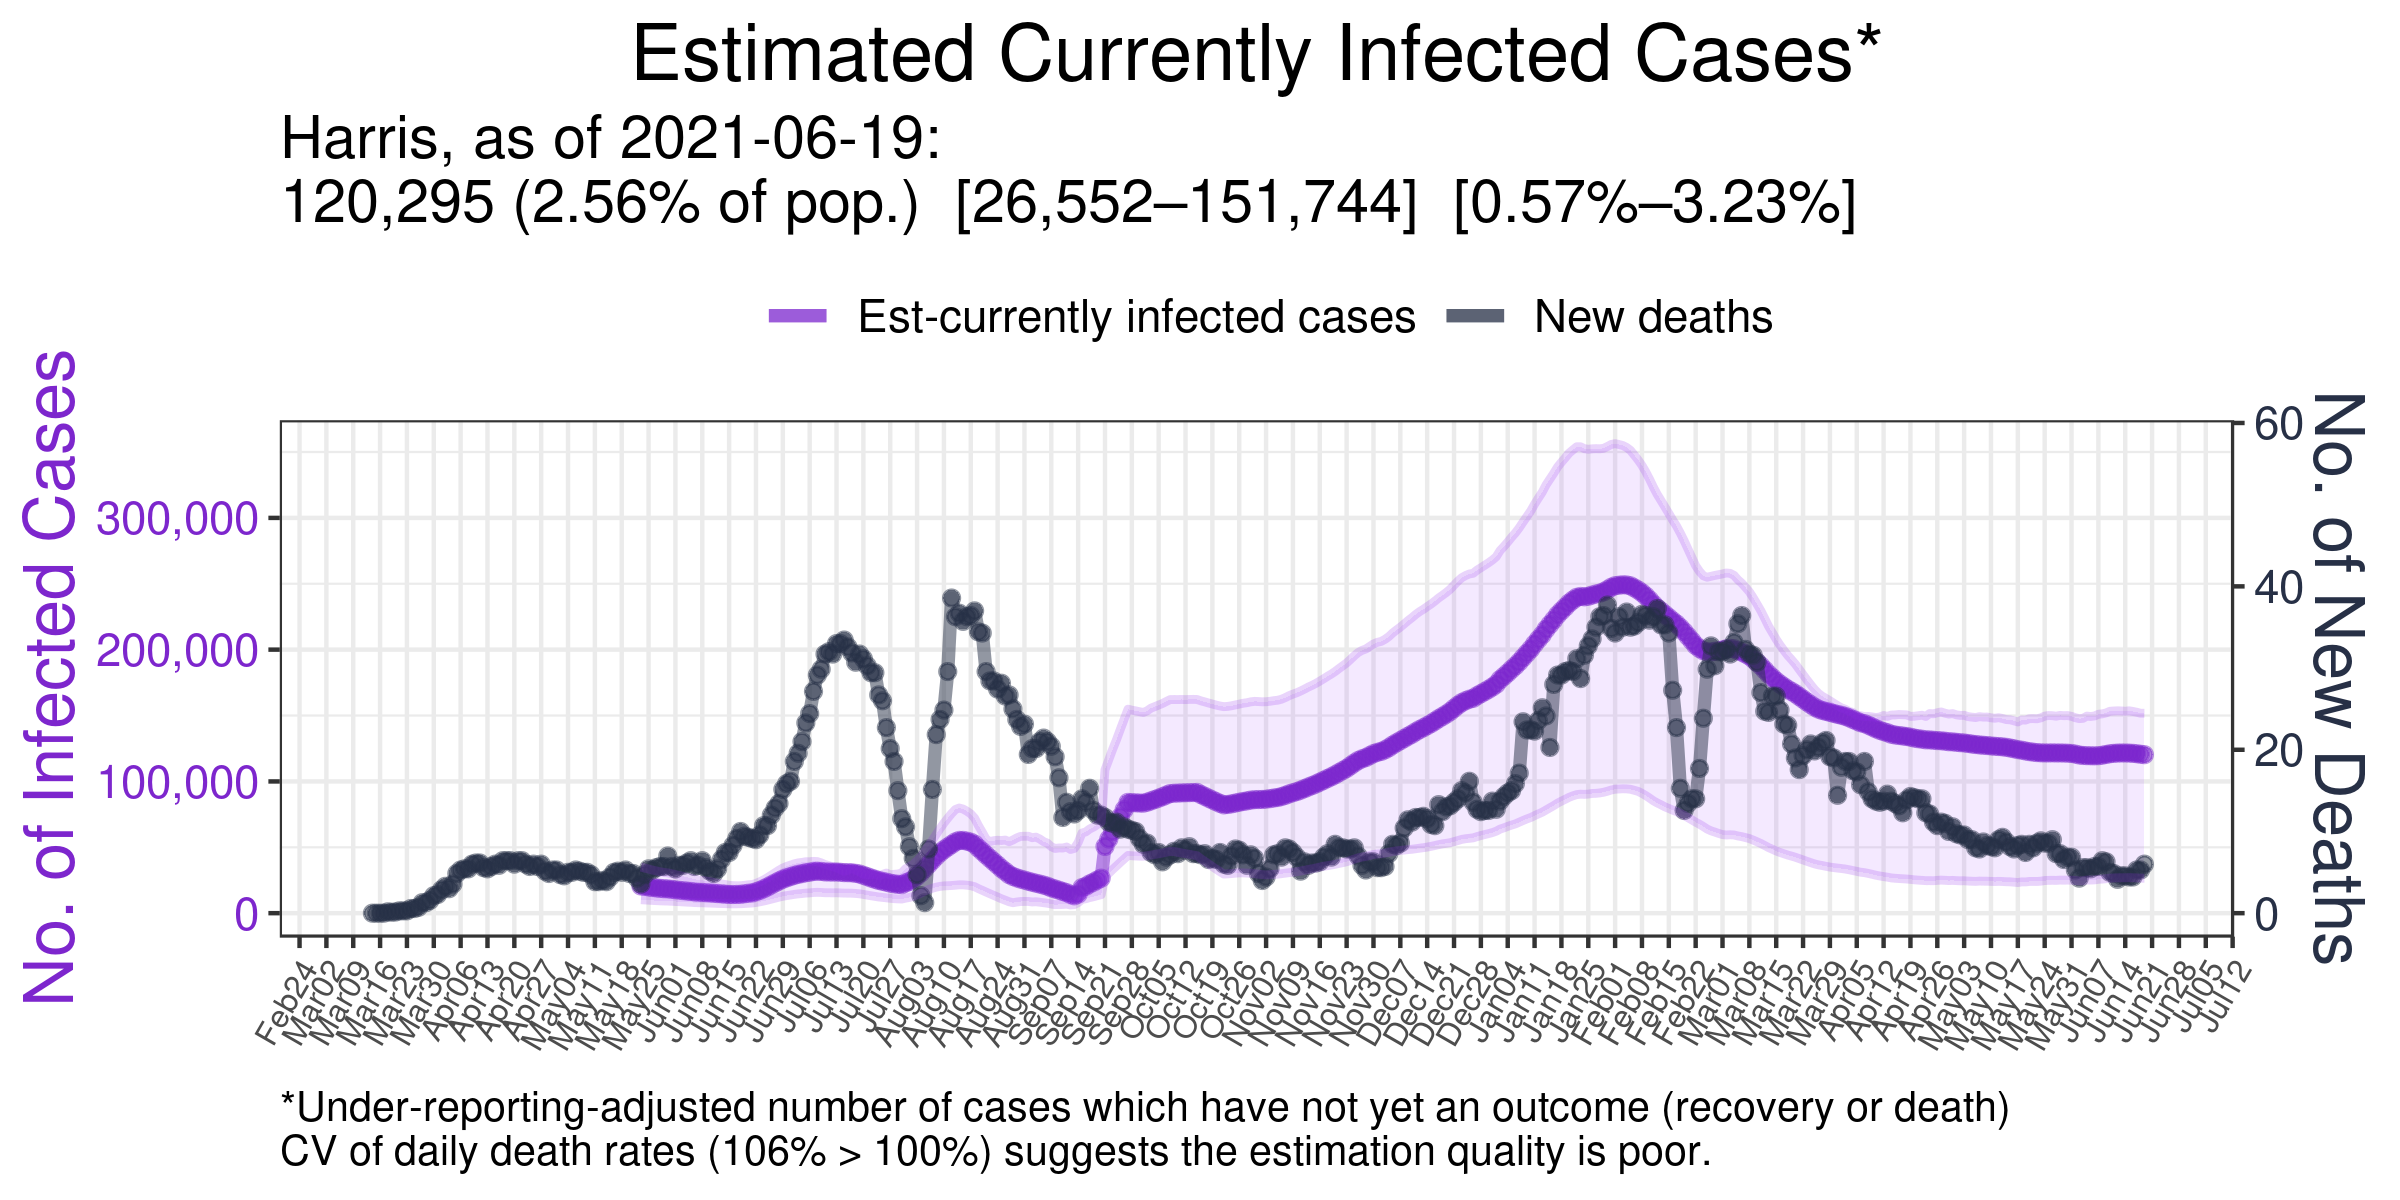 Estimated Currently Infected Cases*
Harris, as of 2021-06-19:
120,295 (2.56% of pop.)  [26,552–151,744]  [0.57%–3.23%]
Est-currently infected cases
New deaths
No. of Infected Cases
300,000
200,000
100,000
0
60
40
20
0
No. of New Deaths
Feb24
Mar02
Mar09
Mar16
Mar23
Mar30
Apr06
Apr13
Apr20
Apr27
May04
May11
May18
May25
Jun01
Jun08
Jun15
Jun22
Jun29
Jul06
Jul13
Jul20
Jul27
Aug03
Aug10
Aug17
Aug24
Aug31
Sep07
Sep14
Sep21
Sep28
Oct05
Oct12
Oct19
Oct26
Nov02
Nov09
Nov16
Nov23
Nov30
Dec07
Dec14
Dec21
Dec28
Jan04
Jan11
Jan18
Jan25
Feb01
Feb08
Feb15
Feb22
Mar01
Mar08
Mar15
Mar22
Mar29
Apr05
Apr12
Apr19
Apr26
May03
May10
May17
May24
May31
Jun07
Jun14
Jun21
Jun28
Jul05
Jul12
*Under-reporting-adjusted number of cases which have not yet an outcome (recovery or death)
CV of daily death rates (106% > 100%) suggests the estimation quality is poor.